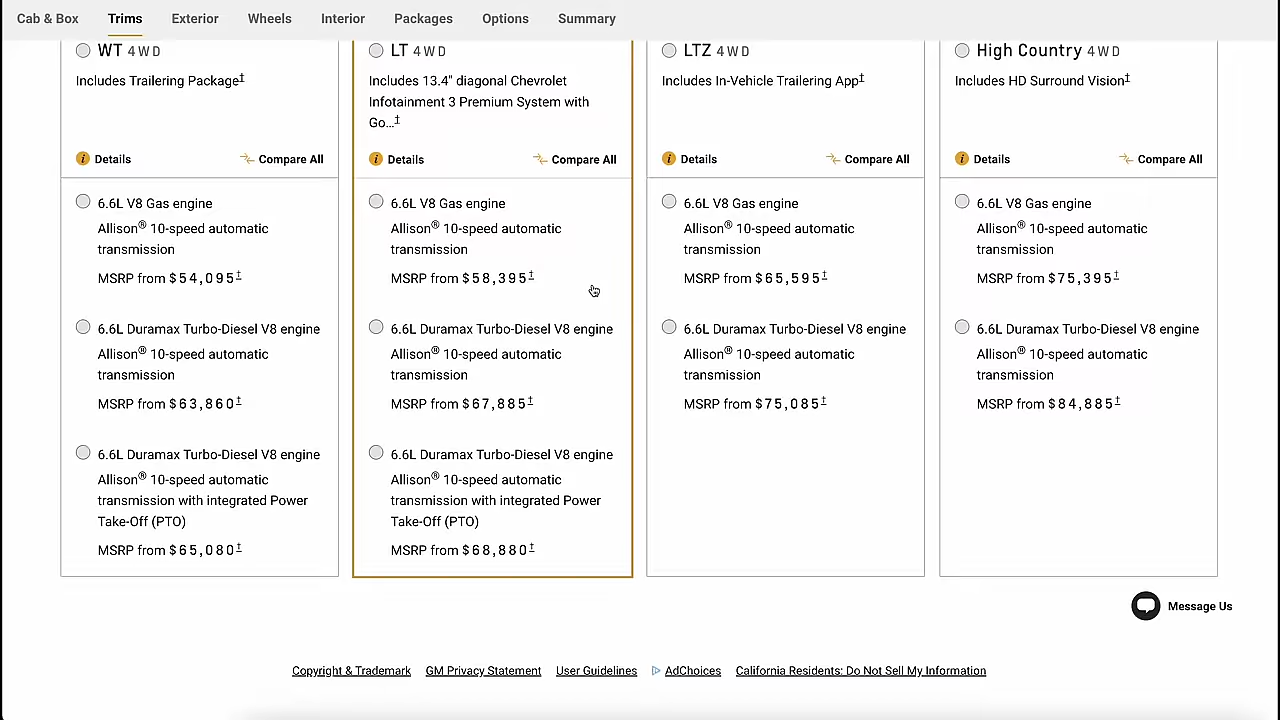 Cab & Box
Trims
Exterior
Wheels
Interior
Packages
Options
Summary
WT 4WD
Includes Trailering Package‡
Details
Compare All
6.6L V8 Gas engine
Allison® 10-speed automatic
transmission
MSRP from $54,095‡
6.6L Duramax Turbo-Diesel V8 engine
Allison® 10-speed automatic
transmission
MSRP from $63,860‡
6.6L Duramax Turbo-Diesel V8 engine
Allison® 10-speed automatic
transmission with integrated Power
Take-Off (PTO)
MSRP from $65,080‡
LT 4WD
Includes 13.4" diagonal Chevrolet
Infotainment 3 Premium System with
Go...‡
Details
Compare All
6.6L V8 Gas engine
Allison® 10-speed automatic
transmission
MSRP from $58,395‡
6.6L Duramax Turbo-Diesel V8 engine
Allison® 10-speed automatic
transmission
MSRP from $67,885‡
6.6L Duramax Turbo-Diesel V8 engine
Allison® 10-speed automatic
transmission with integrated Power
Take-Off (PTO)
MSRP from $68,880‡
LTZ 4WD
Includes In-Vehicle Trailering App‡
Details
Compare All
6.6L V8 Gas engine
Allison® 10-speed automatic
transmission
MSRP from $65,595‡
6.6L Duramax Turbo-Diesel V8 engine
Allison® 10-speed automatic
transmission
MSRP from $75,085‡
High Country 4WD
Includes HD Surround Vision‡
Details
Compare All
6.6L V8 Gas engine
Allison® 10-speed automatic
transmission
MSRP from $75,395‡
6.6L Duramax Turbo-Diesel V8 engine
Allison® 10-speed automatic
transmission
MSRP from $84,885‡
Message Us
Copyright & Trademark
GM Privacy Statement
User Guidelines
AdChoices
California Residents: Do Not Sell My Information